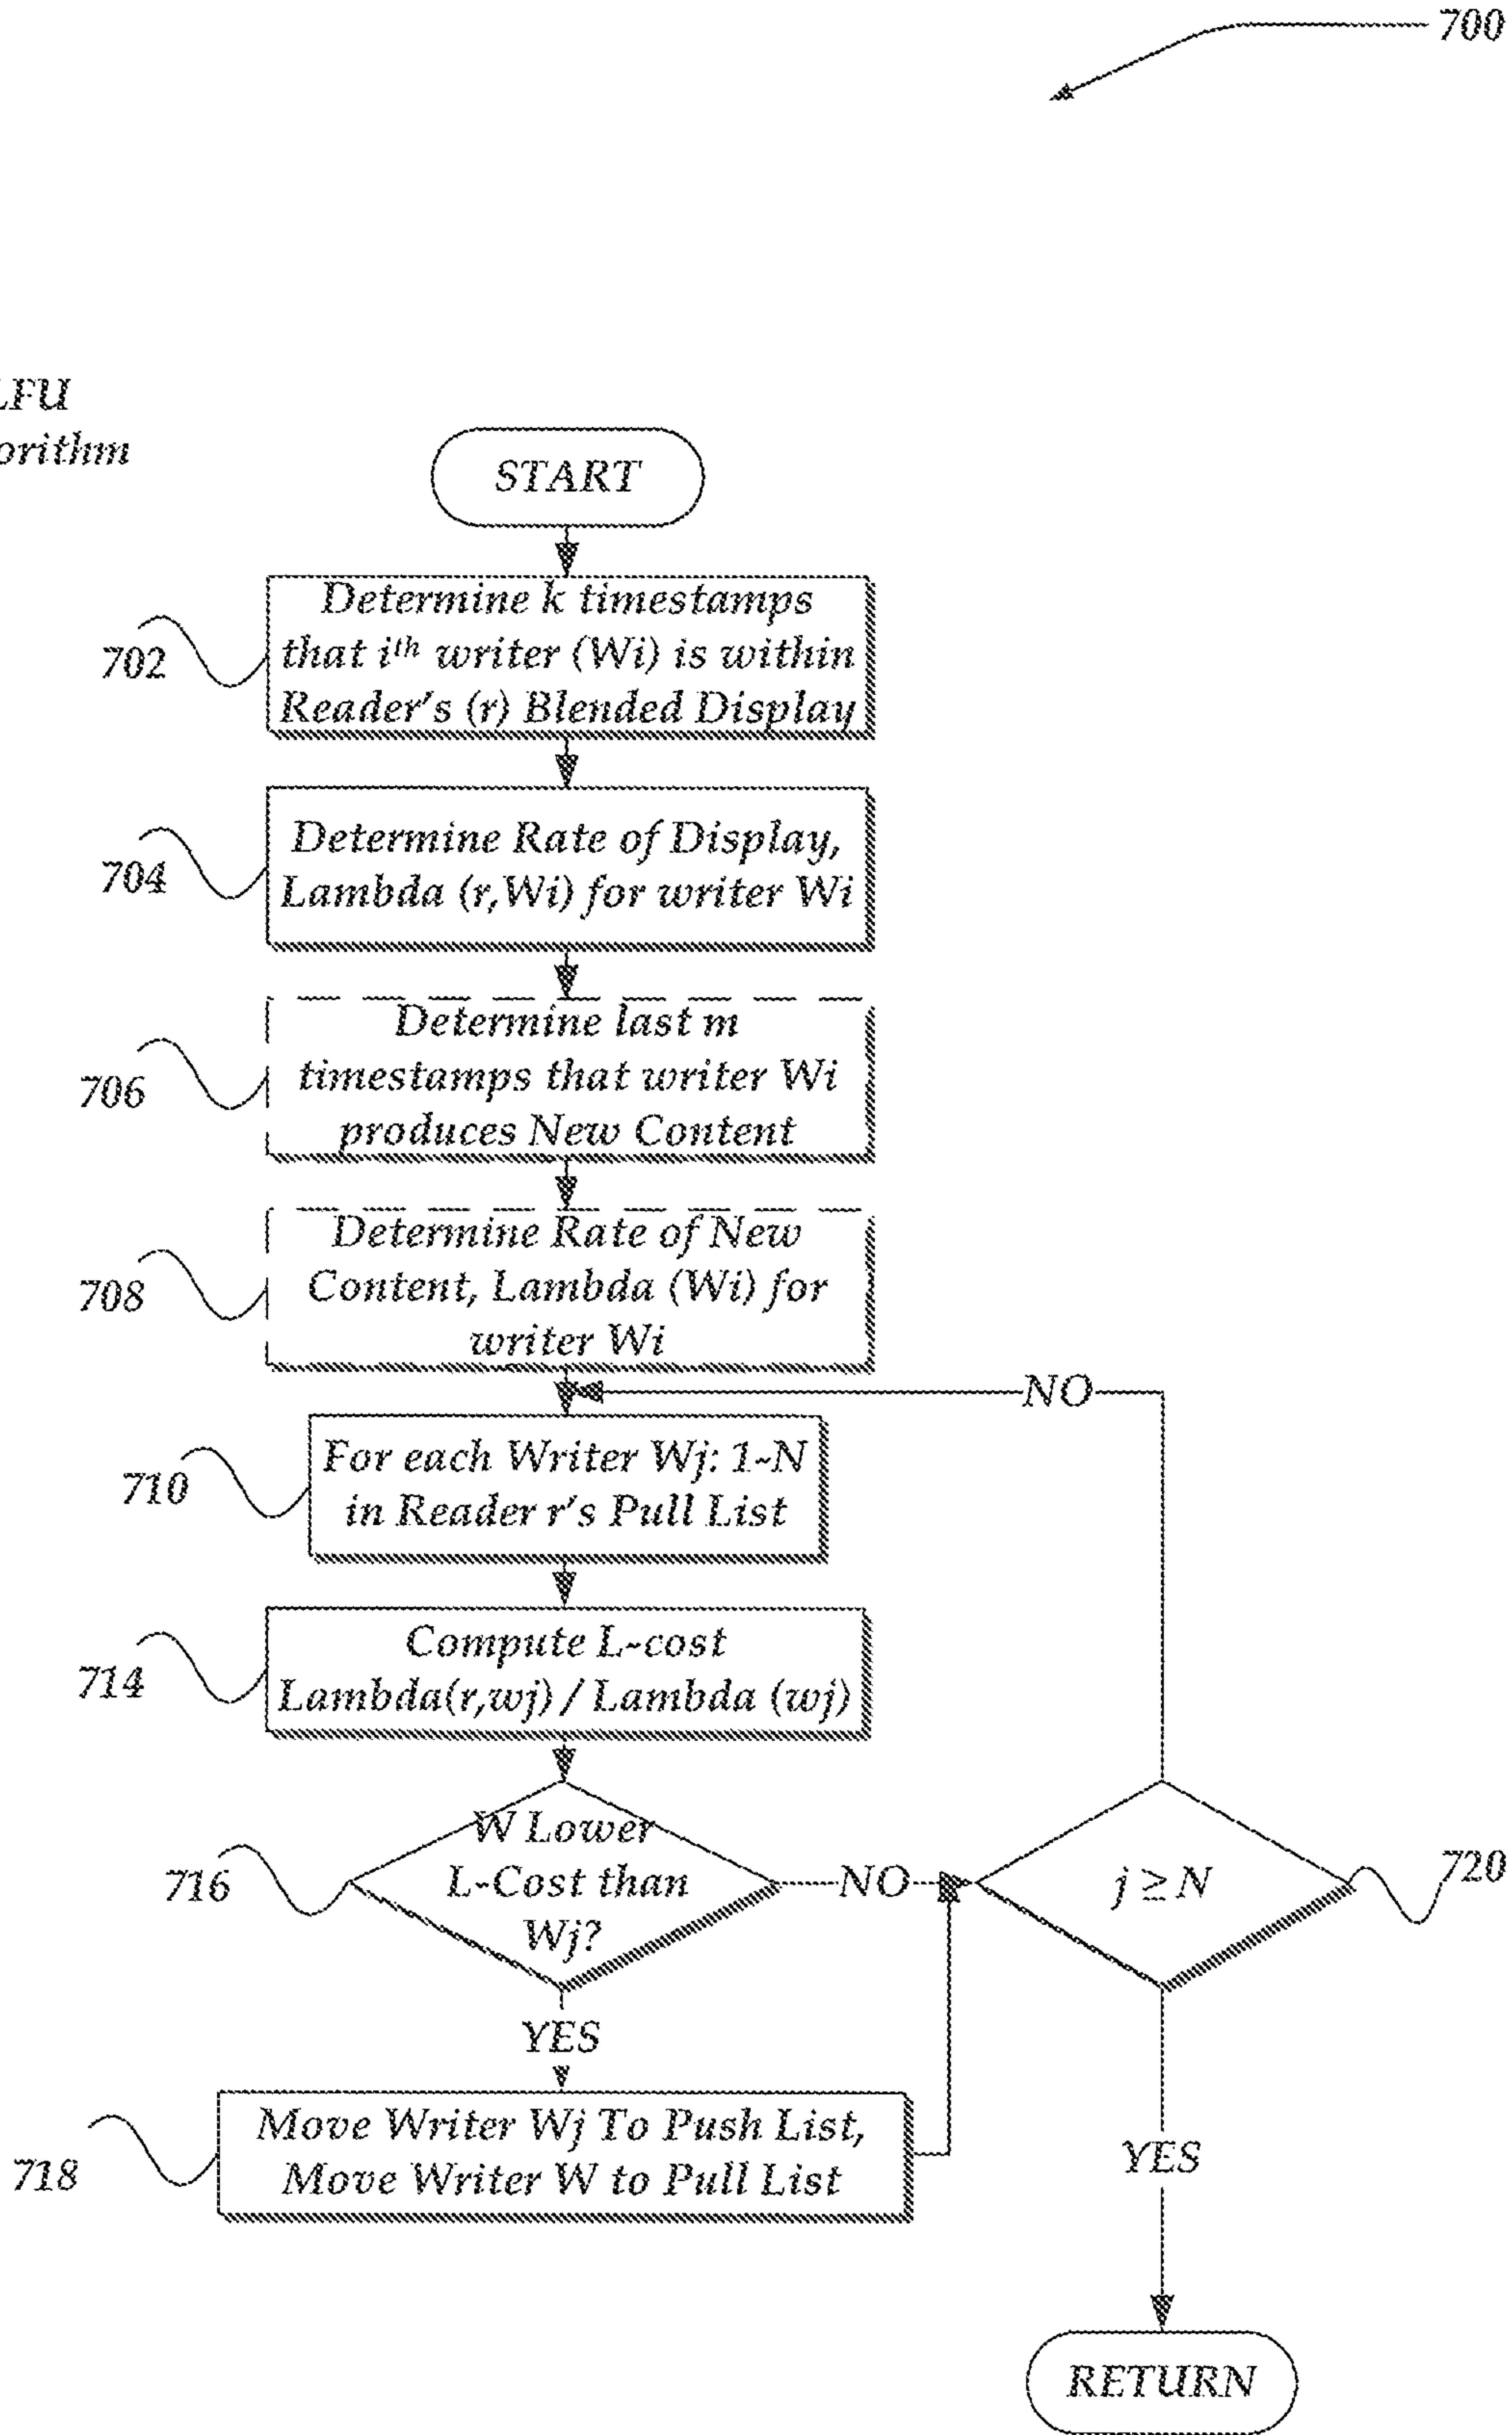 700
START
702
Determine k timestamps
that iᵗʰ writer (Wi) is within
Reader's (r) Blended Display
704
Determine Rate of Display,
Lambda (r,Wi) for writer Wi
706
Determine last m
timestamps that writer Wi
produces New Content
708
Determine Rate of New
Content, Lambda (Wi) for
writer Wi
NO
710
For each Writer Wj: 1-N
in Reader r's Pull List
714
Compute L-cost
Lambda(r,wj) / Lambda (wj)
716
W Lower
L-Cost than
Wj?
NO
j ≥ N
720
YES
718
Move Writer Wj To Push List,
Move Writer W to Pull List
YES
RETURN